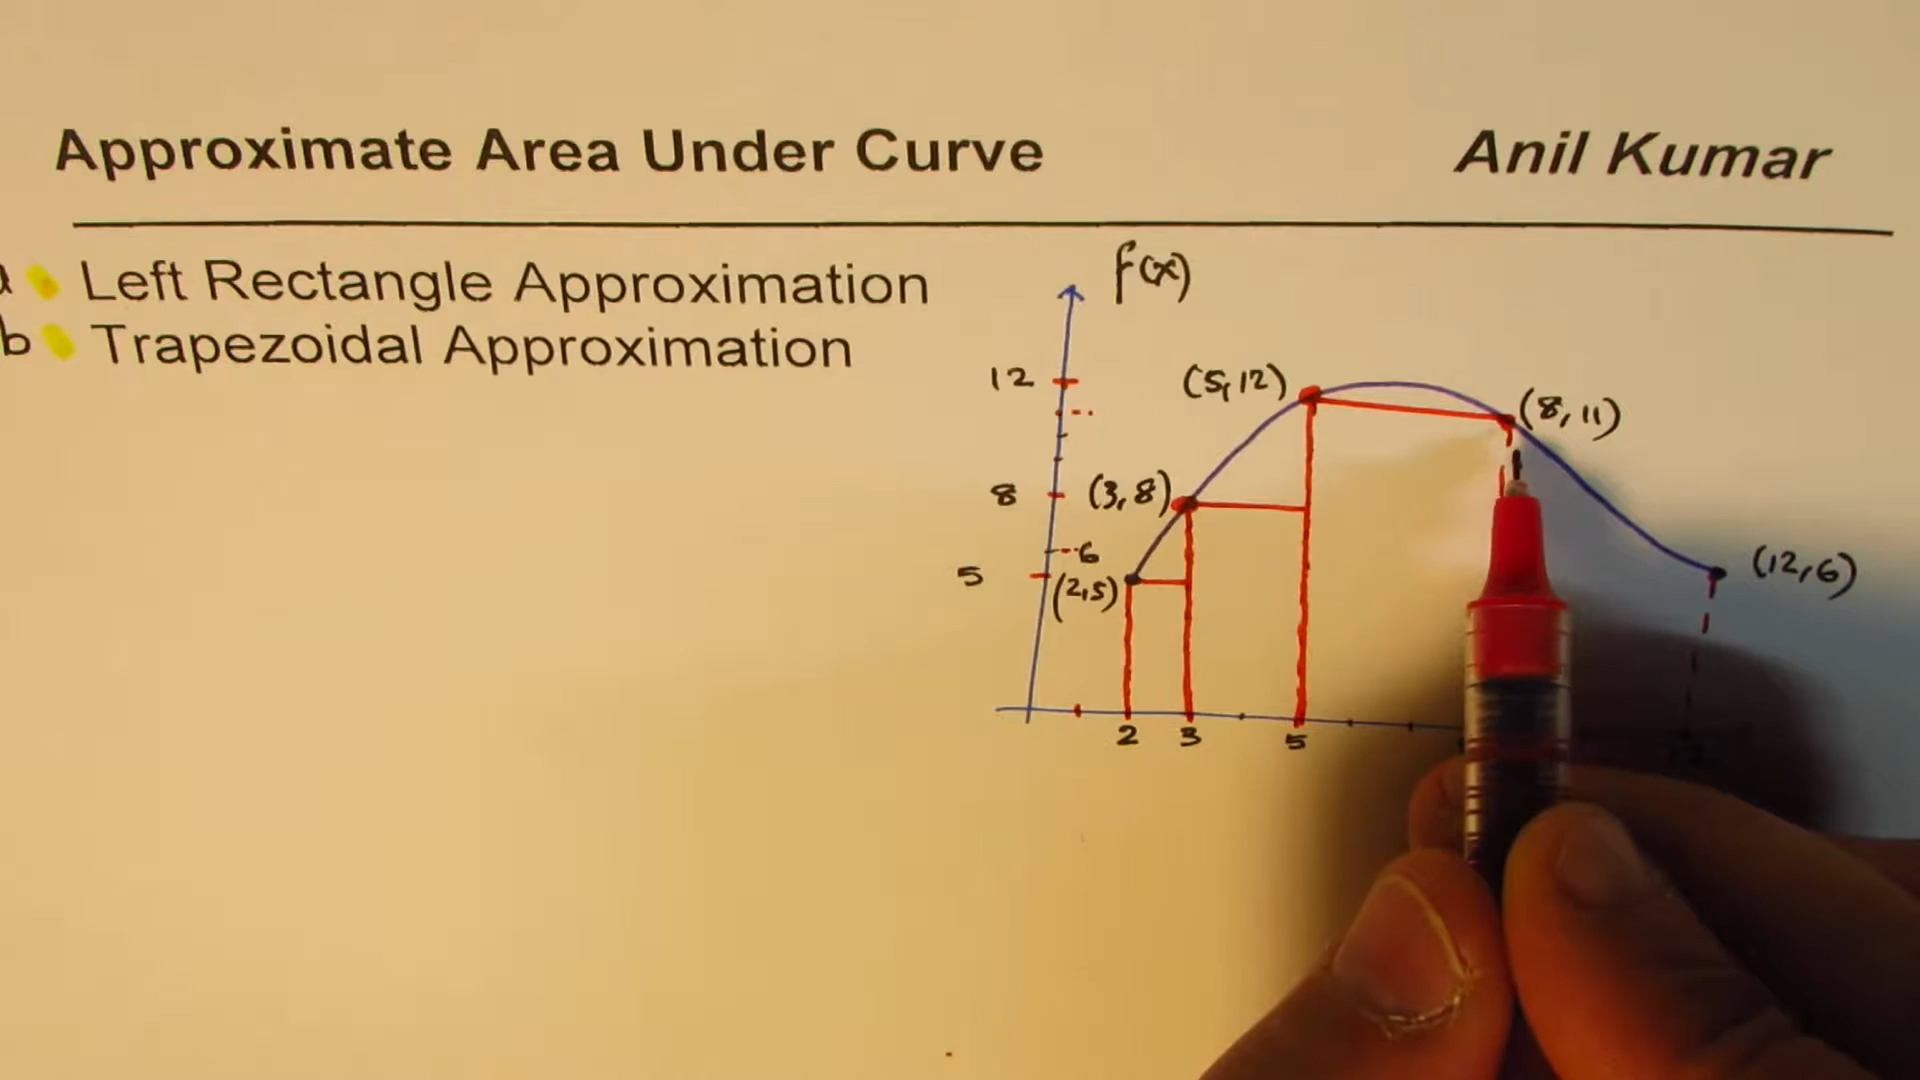 Approximate Area Under Curve
Anil Kumar
a Left Rectangle Approximation
b Trapezoidal Approximation
f(x)
12
(5,12)
(8,11)
8
(3,8)
6
5
(2,5)
(12,6)
2
3
5